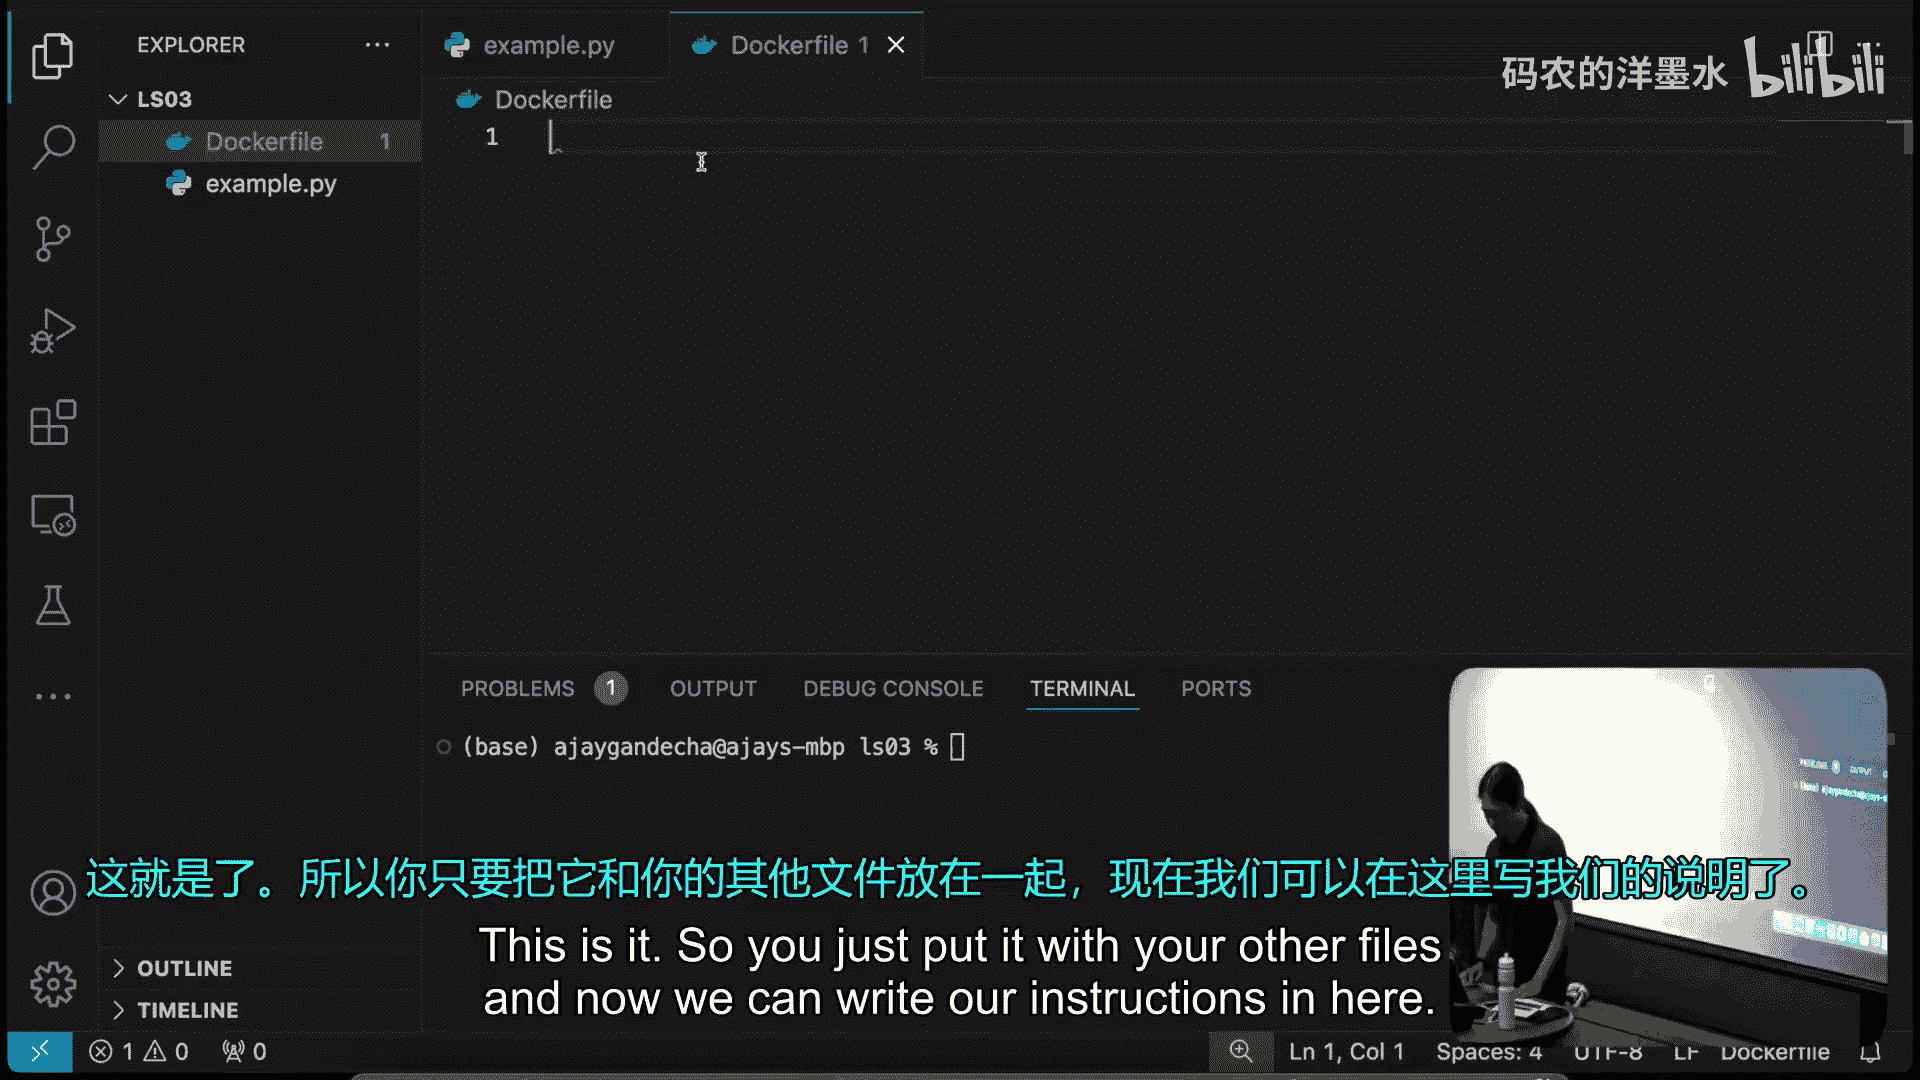 EXPLORER
example.py
Dockerfile 1
码农的洋墨水 bilibili
LS03
Dockerfile
Dockerfile 1
1
example.py
PROBLEMS 1 OUTPUT DEBUG CONSOLE TERMINAL PORTS
(base) ajaygandecha@ajays-mbp ls03 %
这就是了。所以你只要把它和你的其他文件放在一起，现在我们可以在这里写我们的说明了。
This is it. So you just put it with your other files
and now we can write our instructions in here.
OUTLINE
TIMELINE
1 0 0 Ln 1, Col 1 Spaces: 4 UTF-8 LF Dockerfile